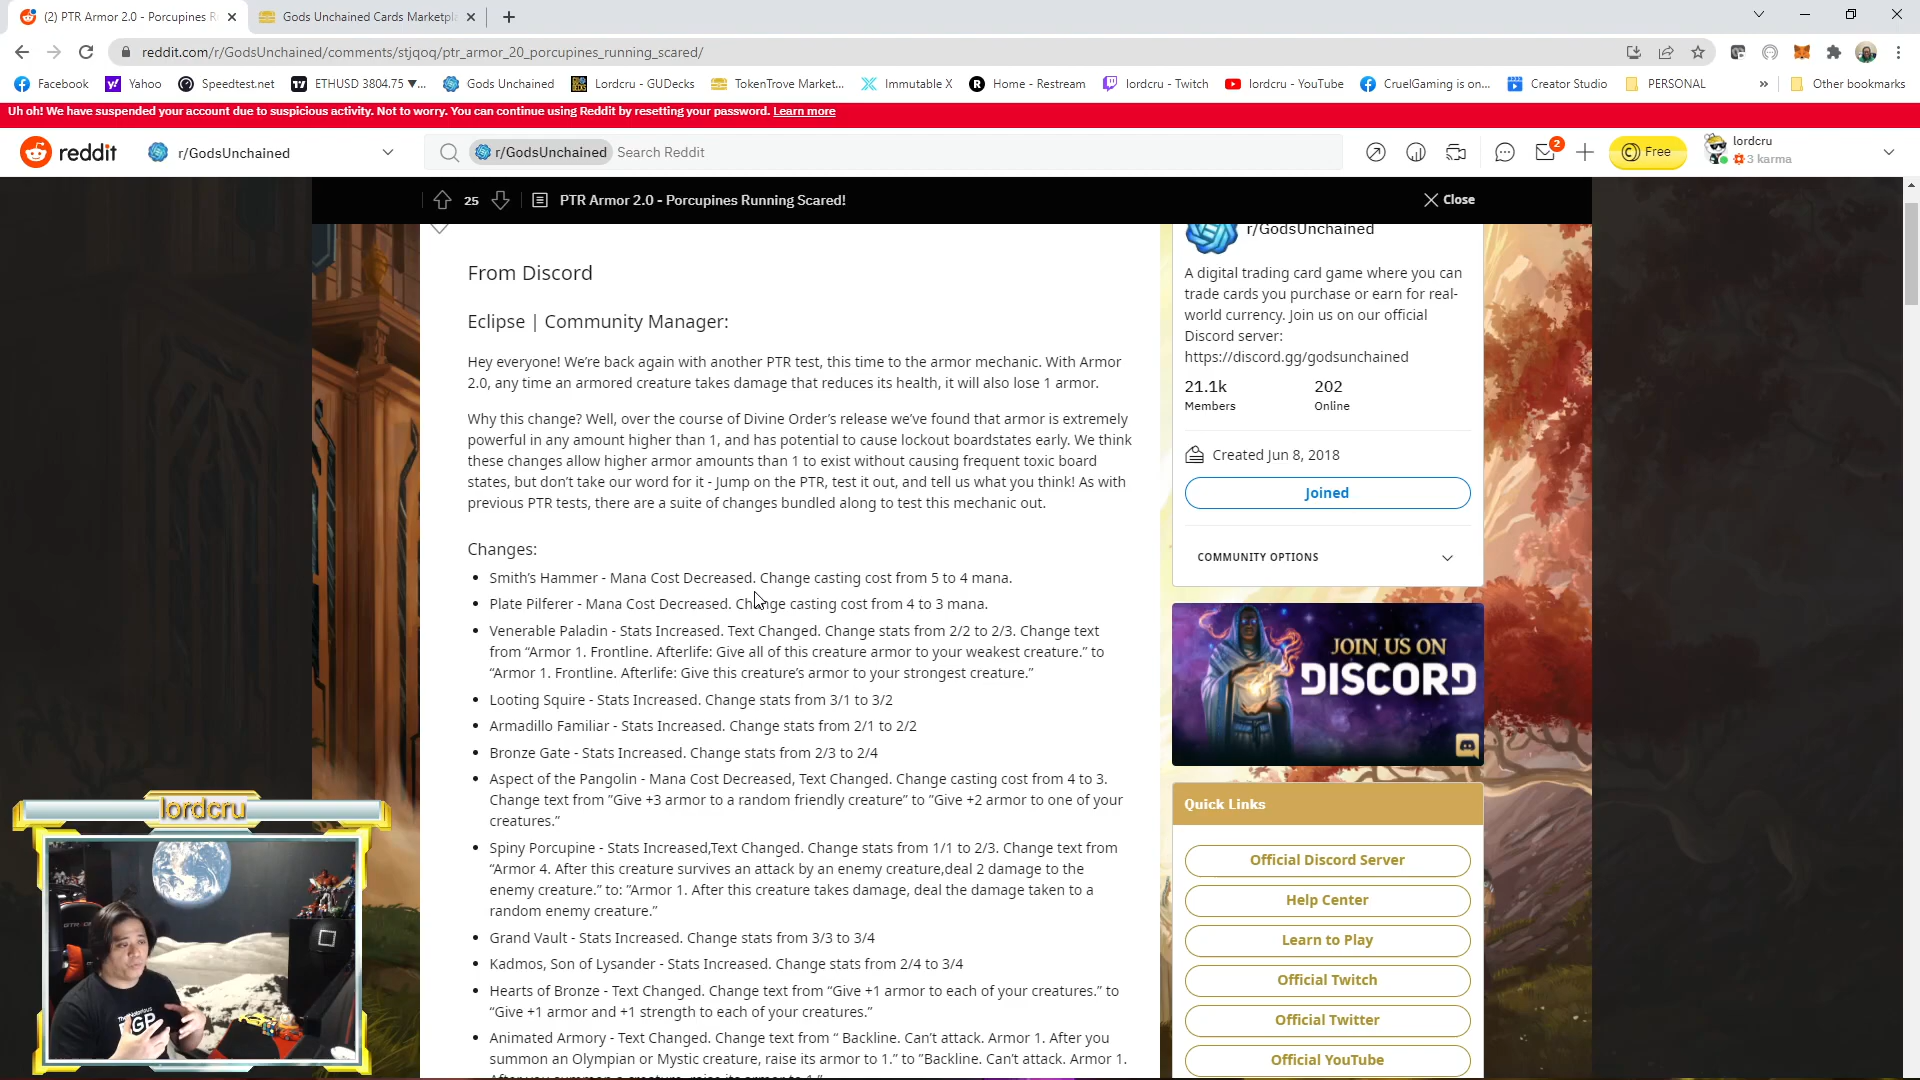 (2) PTR Armor 2.0 - Porcupines R
Gods Unchained Cards Marketpl
reddit.com/r/GodsUnchained/comments/stjqoq/ptr_armor_20_porcupines_running_scared/
Facebook
Yahoo
Speedtest.net
ETHUSD 3804.75 ▼...
Gods Unchained
Lordcru - GUDecks
TokenTrove Market...
Immutable X
Home - Restream
lordcru - Twitch
lordcru - YouTube
CruelGaming is on...
Creator Studio
PERSONAL
»
Other bookmarks
Uh oh! We have suspended your account due to suspicious activity. Not to worry. You can continue using Reddit by resetting your password. Learn more
reddit
r/GodsUnchained
r/GodsUnchained Search Reddit
2
Free
lordcru
3 karma
25
PTR Armor 2.0 - Porcupines Running Scared!
Close
From Discord
Eclipse | Community Manager:
Hey everyone! We're back again with another PTR test, this time to the armor mechanic. With Armor
2.0, any time an armored creature takes damage that reduces its health, it will also lose 1 armor.
Why this change? Well, over the course of Divine Order's release we've found that armor is extremely
powerful in any amount higher than 1, and has potential to cause lockout boardstates early. We think
these changes allow higher armor amounts than 1 to exist without causing frequent toxic board
states, but don't take our word for it - Jump on the PTR, test it out, and tell us what you think! As with
previous PTR tests, there are a suite of changes bundled along to test this mechanic out.
Changes:
• Smith's Hammer - Mana Cost Decreased. Change casting cost from 5 to 4 mana.
• Plate Pilferer - Mana Cost Decreased. Change casting cost from 4 to 3 mana.
• Venerable Paladin - Stats Increased. Text Changed. Change stats from 2/2 to 2/3. Change text
from “Armor 1. Frontline. Afterlife: Give all of this creature armor to your weakest creature.” to
“Armor 1. Frontline. Afterlife: Give this creature’s armor to your strongest creature.”
• Looting Squire - Stats Increased. Change stats from 3/1 to 3/2
• Armadillo Familiar - Stats Increased. Change stats from 2/1 to 2/2
• Bronze Gate - Stats Increased. Change stats from 2/3 to 2/4
• Aspect of the Pangolin - Mana Cost Decreased, Text Changed. Change casting cost from 4 to 3.
Change text from ”Give +3 armor to a random friendly creature” to ”Give +2 armor to one of your
creatures.”
• Spiny Porcupine - Stats Increased,Text Changed. Change stats from 1/1 to 2/3. Change text from
“Armor 4. After this creature survives an attack by an enemy creature,deal 2 damage to the
enemy creature.” to: ”Armor 1. After this creature takes damage, deal the damage taken to a
random enemy creature.”
• Grand Vault - Stats Increased. Change stats from 3/3 to 3/4
• Kadmos, Son of Lysander - Stats Increased. Change stats from 2/4 to 3/4
• Hearts of Bronze - Text Changed. Change text from “Give +1 armor to each of your creatures.” to
“Give +1 armor and +1 strength to each of your creatures.”
• Animated Armory - Text Changed. Change text from “ Backline. Can’t attack. Armor 1. After you
summon an Olympian or Mystic creature, raise its armor to 1.” to ”Backline. Can’t attack. Armor 1.
r/GodsUnchained
A digital trading card game where you can
trade cards you purchase or earn for real-
world currency. Join us on our official
Discord server:
https://discord.gg/godsunchained
21.1k
Members
202
Online
Created Jun 8, 2018
Joined
COMMUNITY OPTIONS
JOIN US ON
DISCORD
Quick Links
Official Discord Server
Help Center
Learn to Play
Official Twitch
Official Twitter
Official YouTube
lordcru